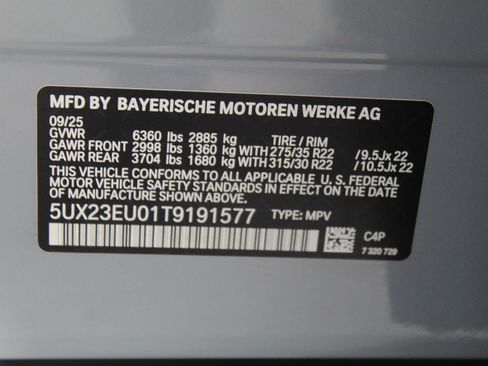 MFD BY BAYERISCHE MOTOREN WERKE AG
09/25
GVWR 6360 lbs 2885 kg TIRE / RIM
GAWR FRONT 2998 lbs 1360 kg WITH 275/35 R22 /9.5Jx 22
GAWR REAR 3704 lbs 1680 kg WITH 315/30 R22 /10.5Jx 22
THIS VEHICLE CONFORMS TO ALL APPLICABLE U. S. FEDERAL
MOTOR VEHICLE SAFETY STANDARDS IN EFFECT ON THE DATE
OF MANUFACTURE SHOWN ABOVE.
5UX23EU01T9191577 TYPE: MPV
C4P
7 320 729